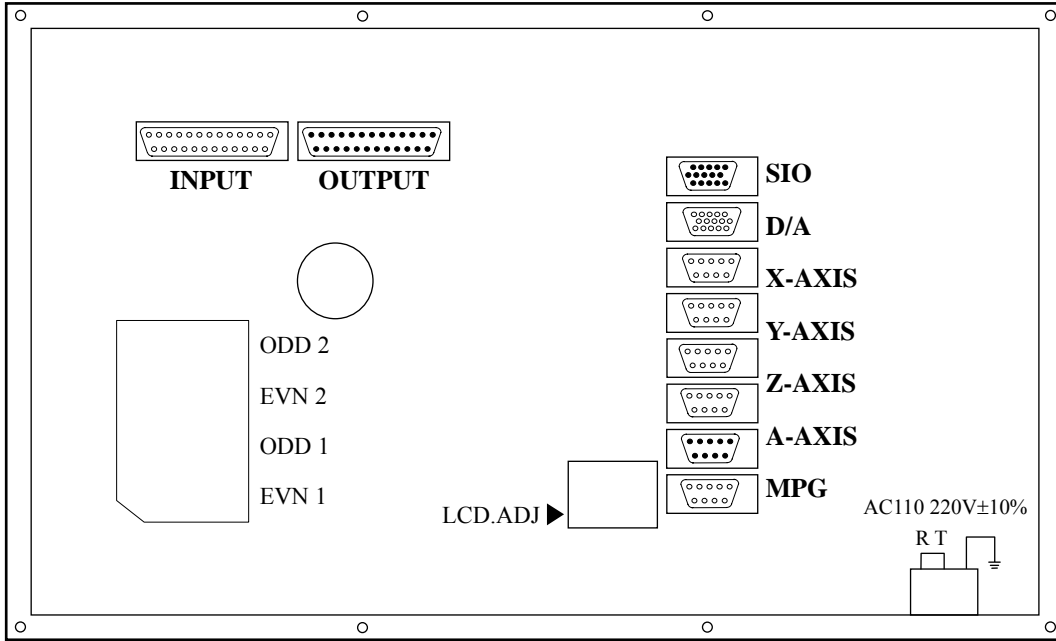 INPUT
OUTPUT
SIO
D/A
X-AXIS
Y-AXIS
Z-AXIS
A-AXIS
MPG
ODD 2
EVN 2
ODD 1
EVN 1
LCD.ADJ
AC110 220V±10%
R T